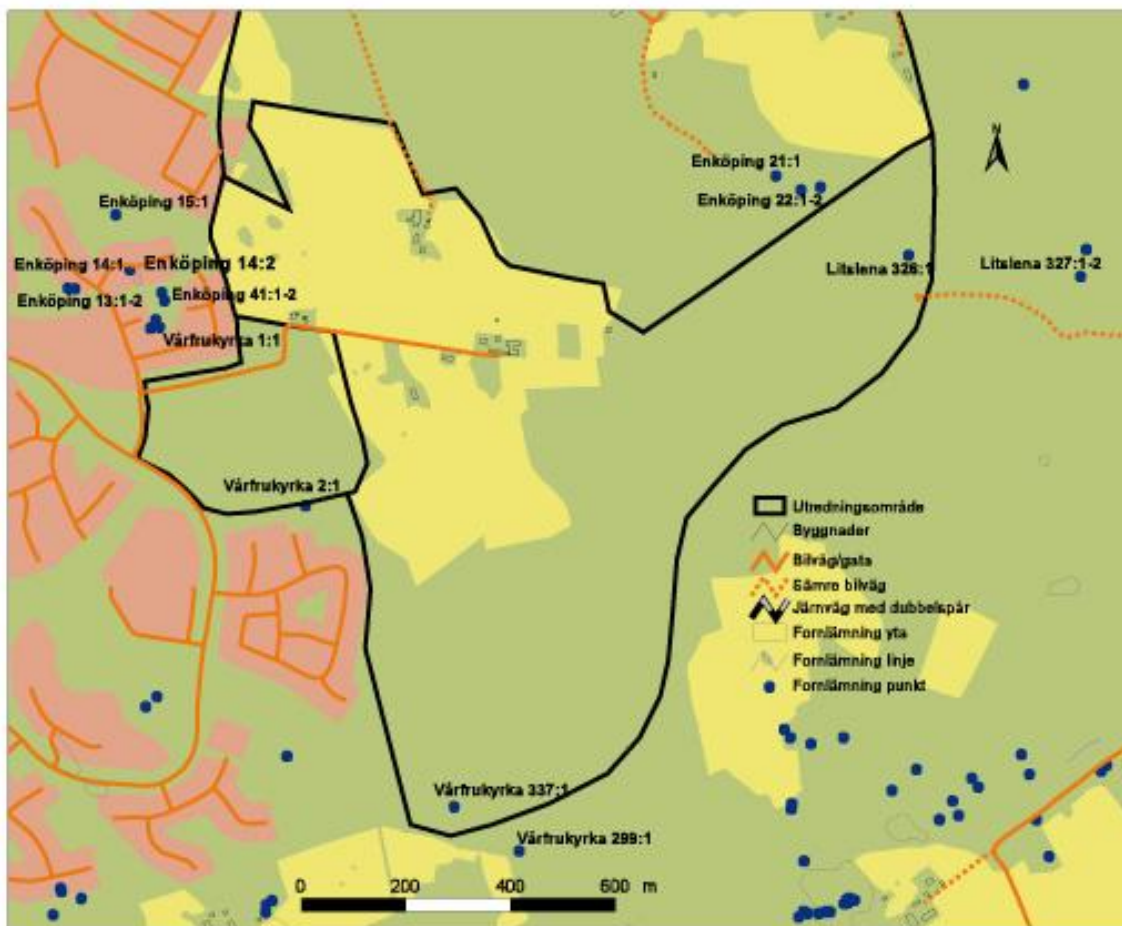 N
Enköping 21:1
Enköping 22:1-2
Enköping 15:1
Enköping 14:1
Enköping 14:2
Litslena 326:1
Litslena 327:1-2
Enköping 13:1-2
Enköping 41:1-2
Vårfrukyrka 1:1
Vårfrukyrka 2:1
Utredningsområde
Byggnader
Bilväg/gata
Sämre bilväg
Järnväg med dubbelspår
Fornlämning yta
Fornlämning linje
Fornlämning punkt
Vårfrukyrka 337:1
Vårfrukyrka 299:1
0 200 400 600 m